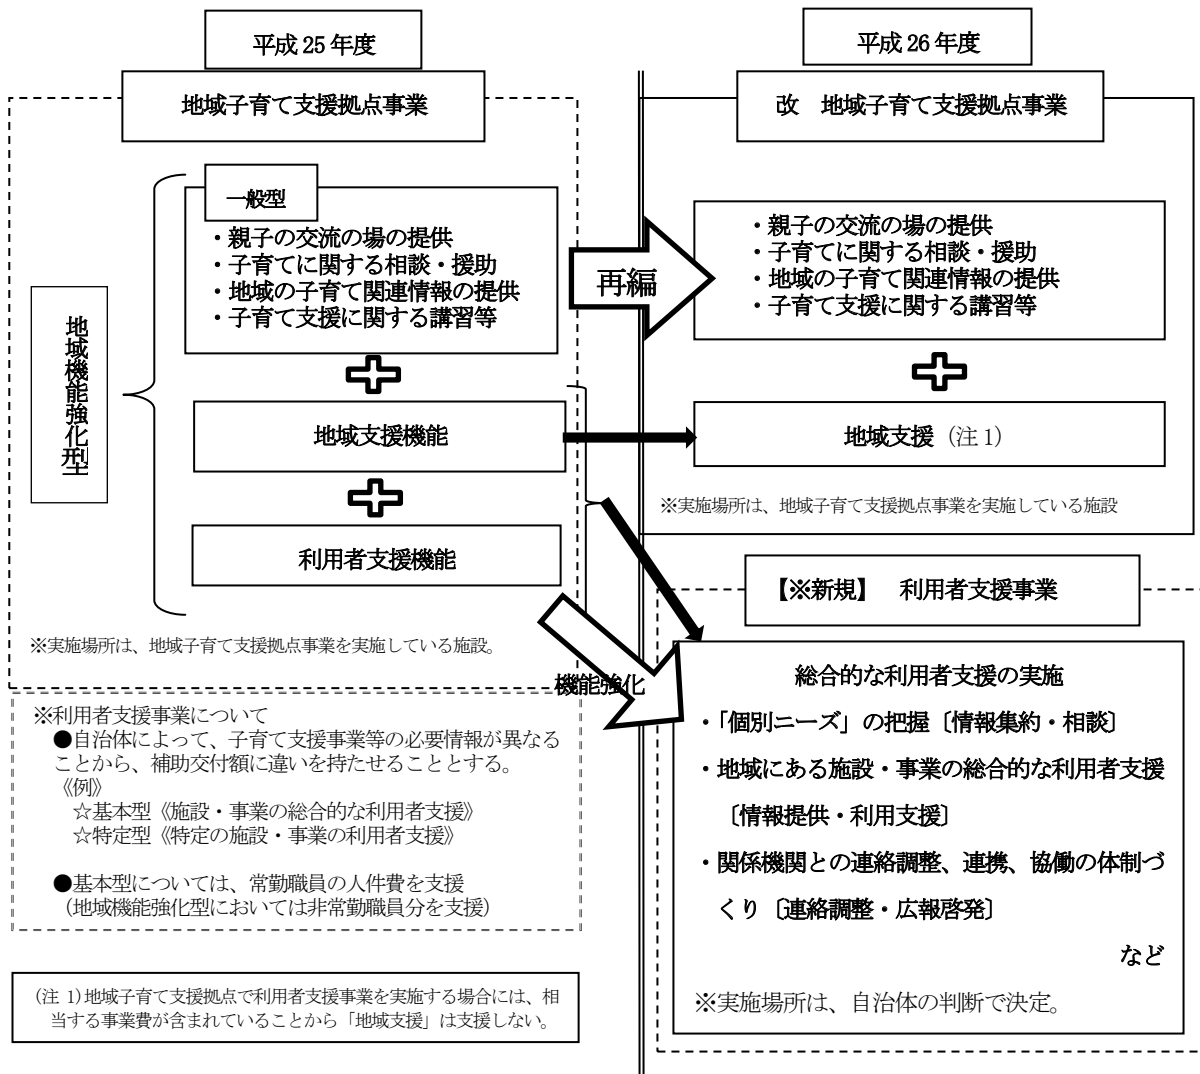 平成 25 年度
地域子育て支援拠点事業
一般型
・親子の交流の場の提供
・子育てに関する相談・援助
・地域の子育て関連情報の提供
・子育て支援に関する講習等
地域機能強化型
地域支援機能
利用者支援機能
※実施場所は、地域子育て支援拠点事業を実施している施設。
※利用者支援事業について
●自治体によって、子育て支援事業等の必要情報が異なる
ことから、補助交付額に違いを持たせることとする。
《例》
☆基本型《施設・事業の総合的な利用者支援》
☆特定型《特定の施設・事業の利用者支援》
●基本型については、常勤職員の人件費を支援
（地域機能強化型においては非常勤職員分を支援）
（注 1）地域子育て支援拠点で利用者支援事業を実施する場合には、相
当する事業費が含まれていることから「地域支援」は支援しない。
再編
機能強化
平成 26 年度
改　地域子育て支援拠点事業
・親子の交流の場の提供
・子育てに関する相談・援助
・地域の子育て関連情報の提供
・子育て支援に関する講習等
地域支援（注 1）
※実施場所は、地域子育て支援拠点事業を実施している施設
【※新規】　利用者支援事業
総合的な利用者支援の実施
・「個別ニーズ」の把握〔情報集約・相談〕
・地域にある施設・事業の総合的な利用者支援
〔情報提供・利用支援〕
・関係機関との連絡調整、連携、協働の体制づ
くり〔連絡調整・広報啓発〕
など
※実施場所は、自治体の判断で決定。